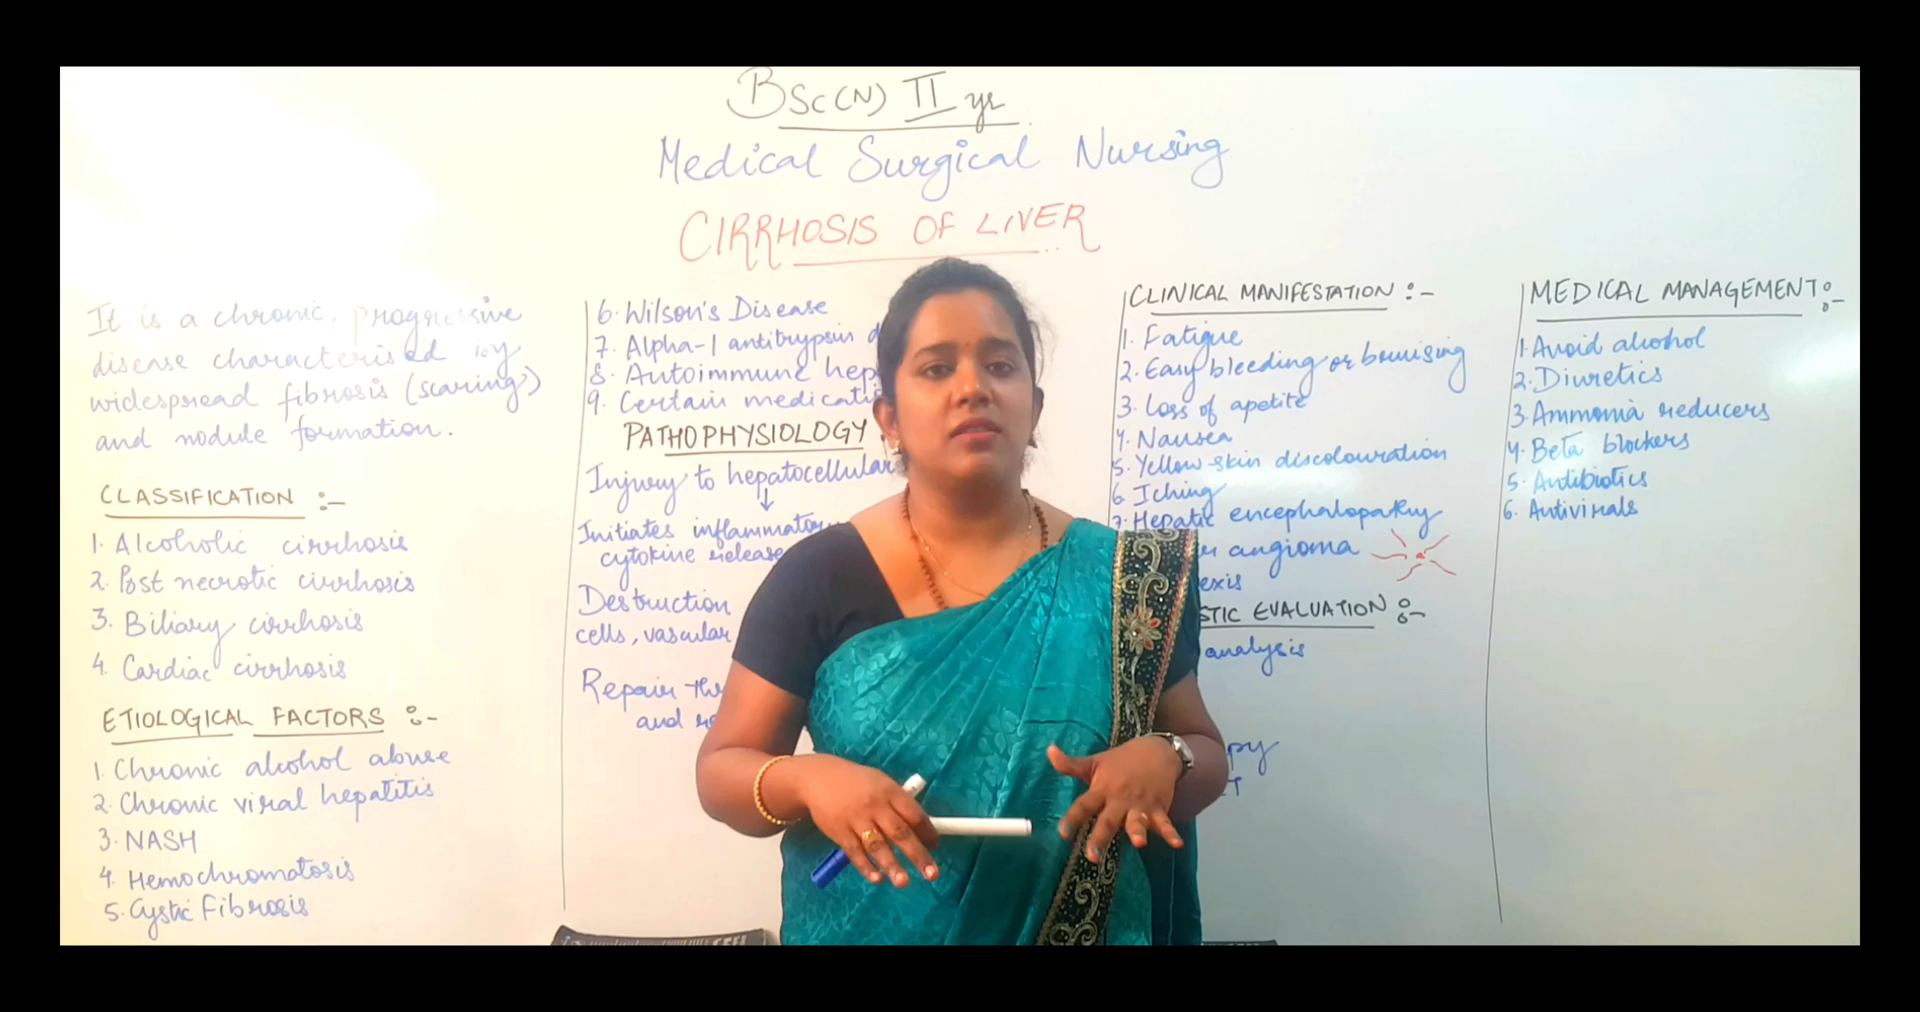 BSc(N) II yr
Medical Surgical Nursing
CIRRHOSIS OF LIVER
It is a chronic, progressive
disease characterised by
widespread fibrosis (scaring)
and nodule formation.
CLASSIFICATION :-
1. Alcoholic cirrhosis
2. Post necrotic cirrhosis
3. Biliary cirrhosis
4. Cardiac cirrhosis
ETIOLOGICAL FACTORS :-
1. Chronic alcohol abuse
2. Chronic viral hepatitis
3. NASH
4. Hemochromatosis
5. Cystic Fibrosis
6. Wilson's Disease
7. Alpha-1 antitrypsin
8. Autoimmune
9. Certain
PATHOPHYSIOLOGY
Injury to hepatocellular
↓
Initiates
cytokine release
Destruction
cells, vascular
Repair
and
CLINICAL MANIFESTATION :-
1. Fatigue
2. Easy bleeding or bruising
3. Loss of apetite
4. Nausea
5. Yellow skin discolouration
6. Iching
7. Hepatic encephalopathy
angioma
EVALUATION :-
analysis
MEDICAL MANAGEMENT :-
1. Avoid alcohol
2. Diuretics
3. Ammonia reducers
4. Beta blockers
5. Antibiotics
6. Antivirals